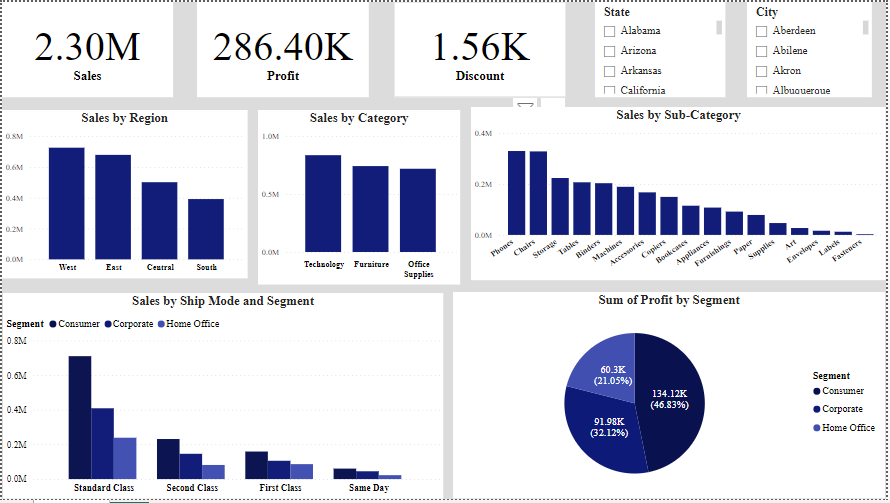 2.30M
Sales
286.40K
Profit
1.56K
Discount
State
Alabama
Arizona
Arkansas
California
City
Aberdeen
Abilene
Akron
Albuquerque
Sales by Region
0.8M
0.6M
0.4M
0.2M
0.0M
West
East
Central
South
Sales by Category
1.0M
0.5M
0.0M
Technology
Furniture
Office
Supplies
Sales by Sub-Category
0.4M
0.2M
0.0M
Phones
Chairs
Storage
Tables
Binders
Machines
Accessories
Copiers
Bookcases
Appliances
Furnishings
Paper
Supplies
Art
Envelopes
Labels
Fasteners
Sales by Ship Mode and Segment
Segment Consumer Corporate Home Office
0.8M
0.6M
0.4M
0.2M
0.0M
Standard Class
Second Class
First Class
Same Day
Sum of Profit by Segment
60.3K
(21.05%)
134.12K
(46.83%)
91.98K
(32.12%)
Segment
Consumer
Corporate
Home Office